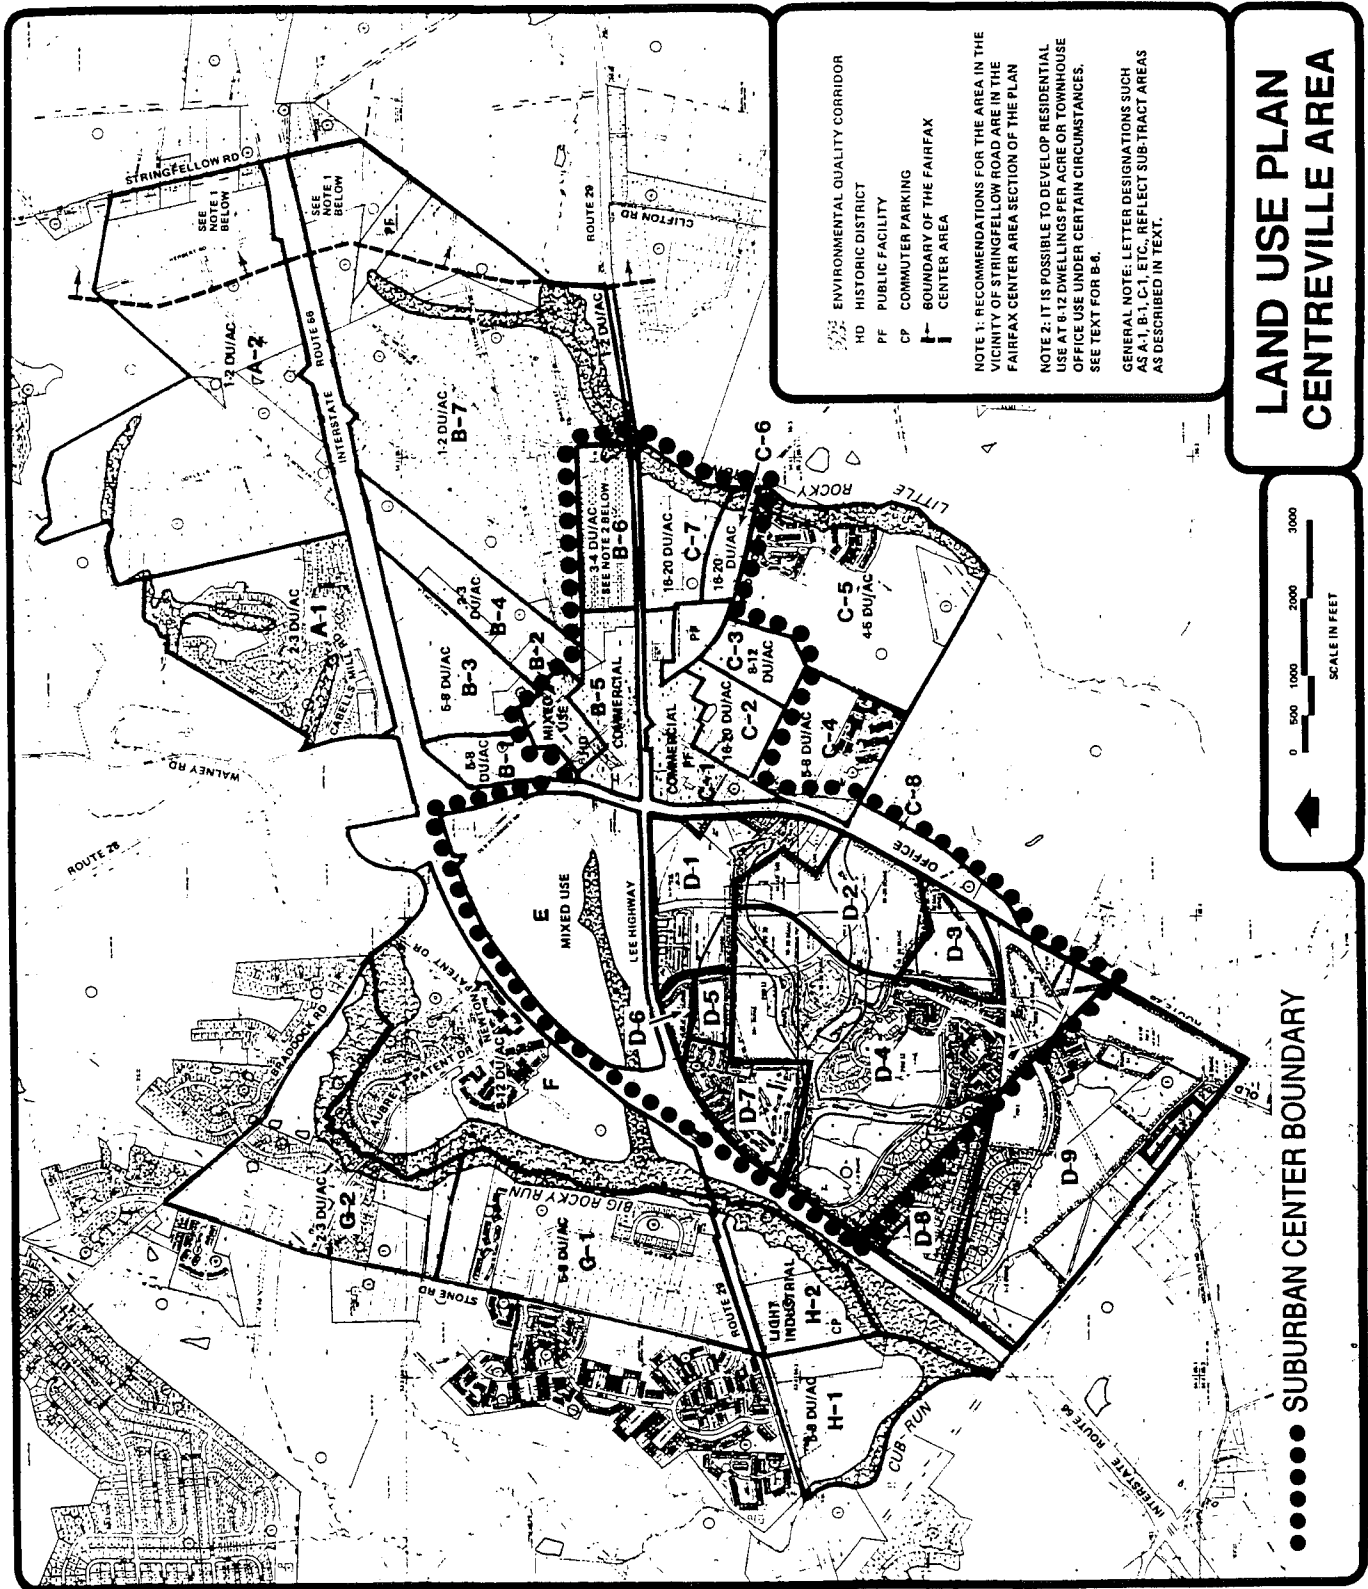 LAND USE PLAN
CENTREVILLE AREA
ENVIRONMENTAL QUALITY CORRIDOR
HD HISTORIC DISTRICT
PF PUBLIC FACILITY
CP COMMUTER PARKING
BOUNDARY OF THE FAIRFAX
CENTER AREA
NOTE 1: RECOMMENDATIONS FOR THE AREA IN THE
VICINITY OF STRINGFELLOW ROAD ARE IN THE
FAIRFAX CENTER AREA SECTION OF THE PLAN
NOTE 2: IT IS POSSIBLE TO DEVELOP RESIDENTIAL
USE AT 8-12 DWELLINGS PER ACRE OR TOWNHOUSE
OFFICE USE UNDER CERTAIN CIRCUMSTANCES.
SEE TEXT FOR B-6.
GENERAL NOTE: LETTER DESIGNATIONS SUCH
AS A-1, B-1, C-1, ETC, REFLECT SUB-TRACT AREAS
AS DESCRIBED IN TEXT.
0 500 1000 2000 3000
SCALE IN FEET
SUBURBAN CENTER BOUNDARY
STRINGFELLOW RD
SEE
NOTE 1
BELOW
SEE
NOTE 1
BELOW
PF
ROUTE 29
CLIFTON RD
1-2 DU/AC
A-2
INTERSTATE
ROUTE 66
1-2 DU/AC
B-7
1-2 DU/AC
2-3 DU/AC
A-1
CABELLS MILL RD
WALNEY RD
ROUTE 28
5-8 DU/AC
B-3
2-3
DU/AC
B-4
5-8
DU/AC
B-1
MIXED
USE
B-2
HD
B-5
COMMERCIAL
3-4 DU/AC
SEE NOTE 2 BELOW
B-6
16-20 DU/AC
C-7
16-20
DU/AC
C-6
LITTLE
ROCKY
RUN
PF
C-3
8-12
DU/AC
C-5
4-5 DU/AC
COMMERCIAL
PF
C-1
16-20 DU/AC
C-2
5-8 DU/AC
C-4
C-8
OFFICE
E
MIXED USE
LEE HIGHWAY
D-1
D-2
D-3
D-4
D-5
D-6
D-7
D-8
D-9
BRADDOCK RD
8-12 DU/AC
F
2-3 DU/AC
G-2
BIG ROCKY RUN
5-8 DU/AC
G-1
STONE RD
ROUTE 29
LIGHT
INDUSTRIAL
H-2
CP
5-8 DU/AC
H-1
CUB RUN
INTERSTATE ROUTE 66